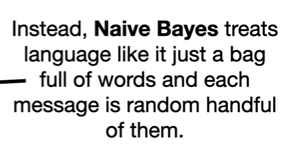 Instead, Naive Bayes treats
language like it just a bag
full of words and each
message is random handful
of them.